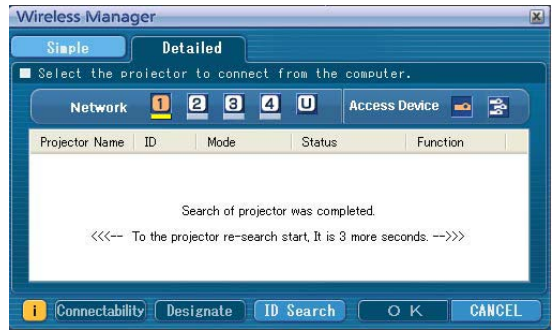 Wireless Manager
Simple Detailed
Select the projector to connect from the computer.
Network 1 2 3 4 U Access Device
Projector Name ID Mode Status Function
Search of projector was completed.
<<<-- To the projector re-search start, It is 3 more seconds. -->>>
i Connectability Designate ID Search O K CANCEL